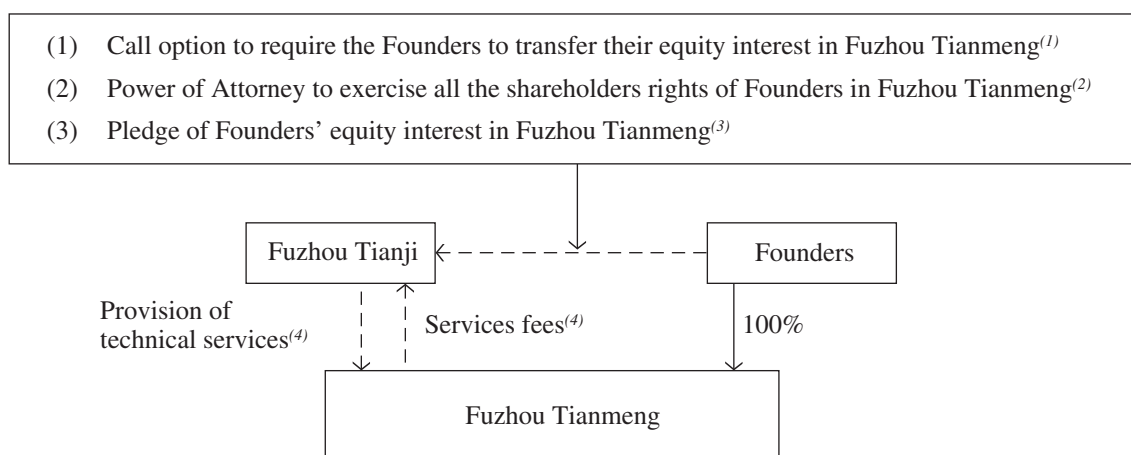 (1) Call option to require the Founders to transfer their equity interest in Fuzhou Tianmeng(1)
(2) Power of Attorney to exercise all the shareholders rights of Founders in Fuzhou Tianmeng(2)
(3) Pledge of Founders’ equity interest in Fuzhou Tianmeng(3)
Fuzhou Tianji
Founders
Provision of
technical services(4)
Services fees(4)
100%
Fuzhou Tianmeng